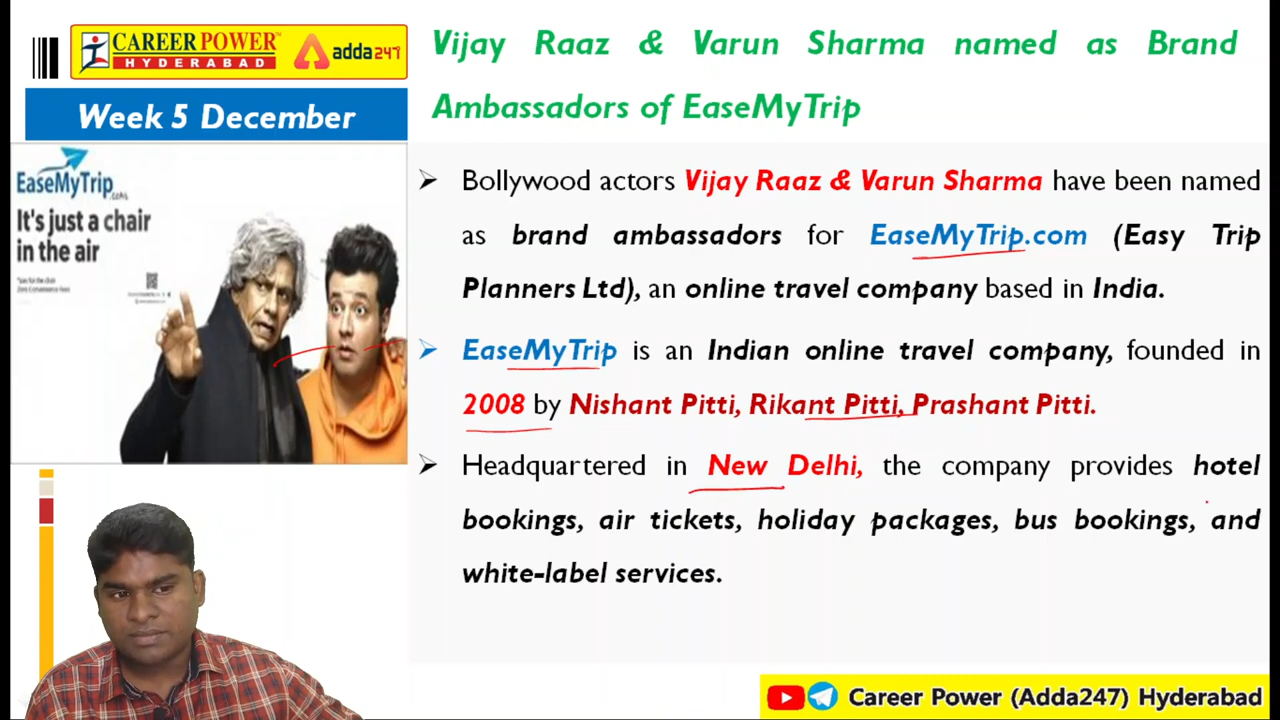 CAREER POWER
HYDERABAD
adda247
Week 5 December
Vijay Raaz & Varun Sharma named as Brand
Ambassadors of EaseMyTrip
EaseMyTrip
.com
It's just a chair
in the air
➤ Bollywood actors Vijay Raaz & Varun Sharma have been named
as brand ambassadors for EaseMyTrip.com (Easy Trip
Planners Ltd), an online travel company based in India.
➤ EaseMyTrip is an Indian online travel company, founded in
2008 by Nishant Pitti, Rikant Pitti, Prashant Pitti.
➤ Headquartered in New Delhi, the company provides hotel
bookings, air tickets, holiday packages, bus bookings, and
white-label services.
Career Power (Adda247) Hyderabad